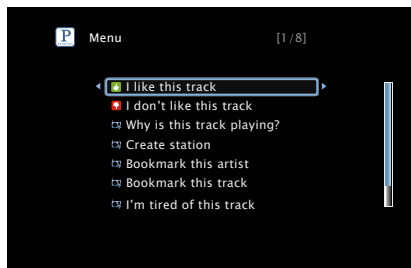 P
Menu [1/8]
I like this track
I don't like this track
Why is this track playing?
Create station
Bookmark this artist
Bookmark this track
I'm tired of this track